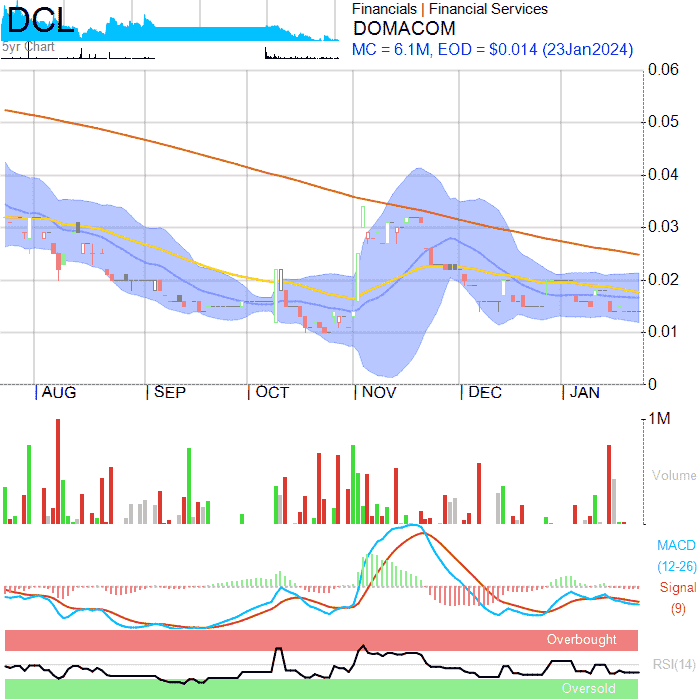 DCL
5yr Chart
Financials | Financial Services
DOMACOM
MC = 6.1M, EOD = $0.014 (23Jan2024)
0.06
0.05
0.04
0.03
0.02
0.01
0
AUG SEP OCT NOV DEC JAN
1M
Volume
MACD
(12-26)
Signal
(9)
Overbought
RSI(14)
Oversold